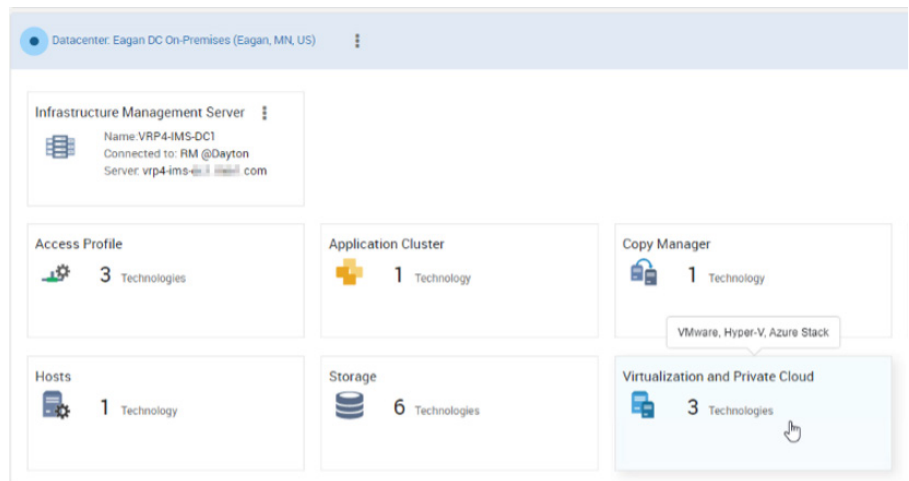 Datacenter: Eagan DC On-Premises (Eagan, MN, US)
Infrastructure Management Server
Name:VRP4-IMS-DC1
Connected to: RM @Dayton
Server: vrp4-ims- com
Access Profile
3 Technologies
Application Cluster
1 Technology
Copy Manager
1 Technology
VMware, Hyper-V, Azure Stack
Hosts
1 Technology
Storage
6 Technologies
Virtualization and Private Cloud
3 Technologies